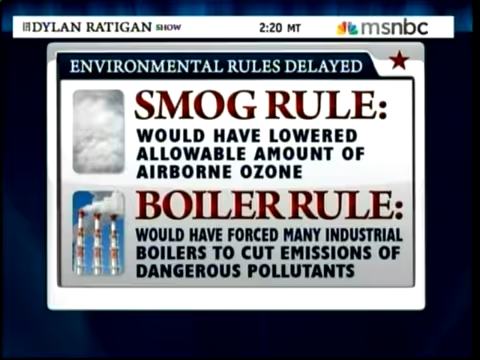 THE DYLAN RATIGAN SHOW 2:20 MT msnbc
ENVIRONMENTAL RULES DELAYED
SMOG RULE:
WOULD HAVE LOWERED
ALLOWABLE AMOUNT OF
AIRBORNE OZONE
BOILER RULE:
WOULD HAVE FORCED MANY INDUSTRIAL
BOILERS TO CUT EMISSIONS OF
DANGEROUS POLLUTANTS